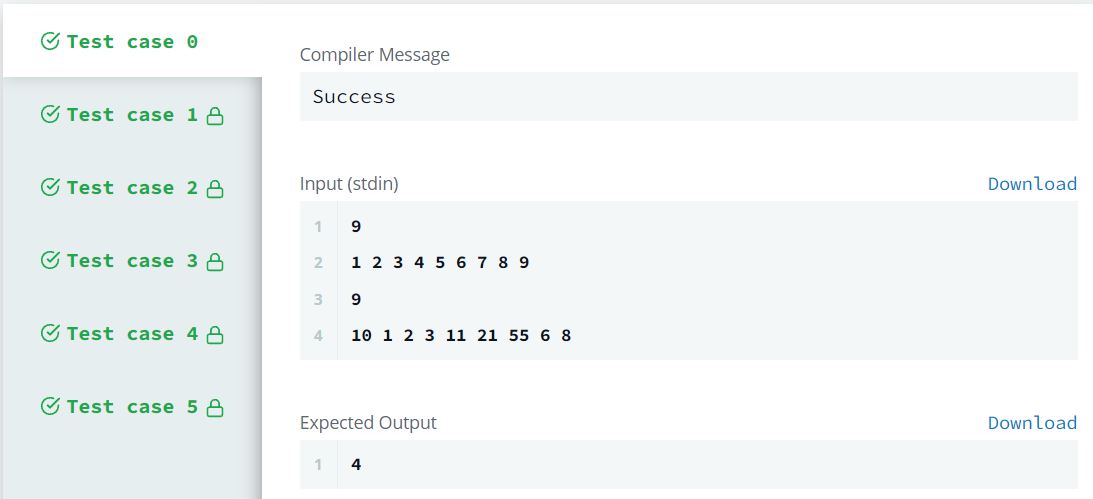 Test case 0
Test case 1
Test case 2
Test case 3
Test case 4
Test case 5
Compiler Message
Success
Input (stdin)
Download
1 9
2 1 2 3 4 5 6 7 8 9
3 9
4 10 1 2 3 11 21 55 6 8
Expected Output
Download
1 4